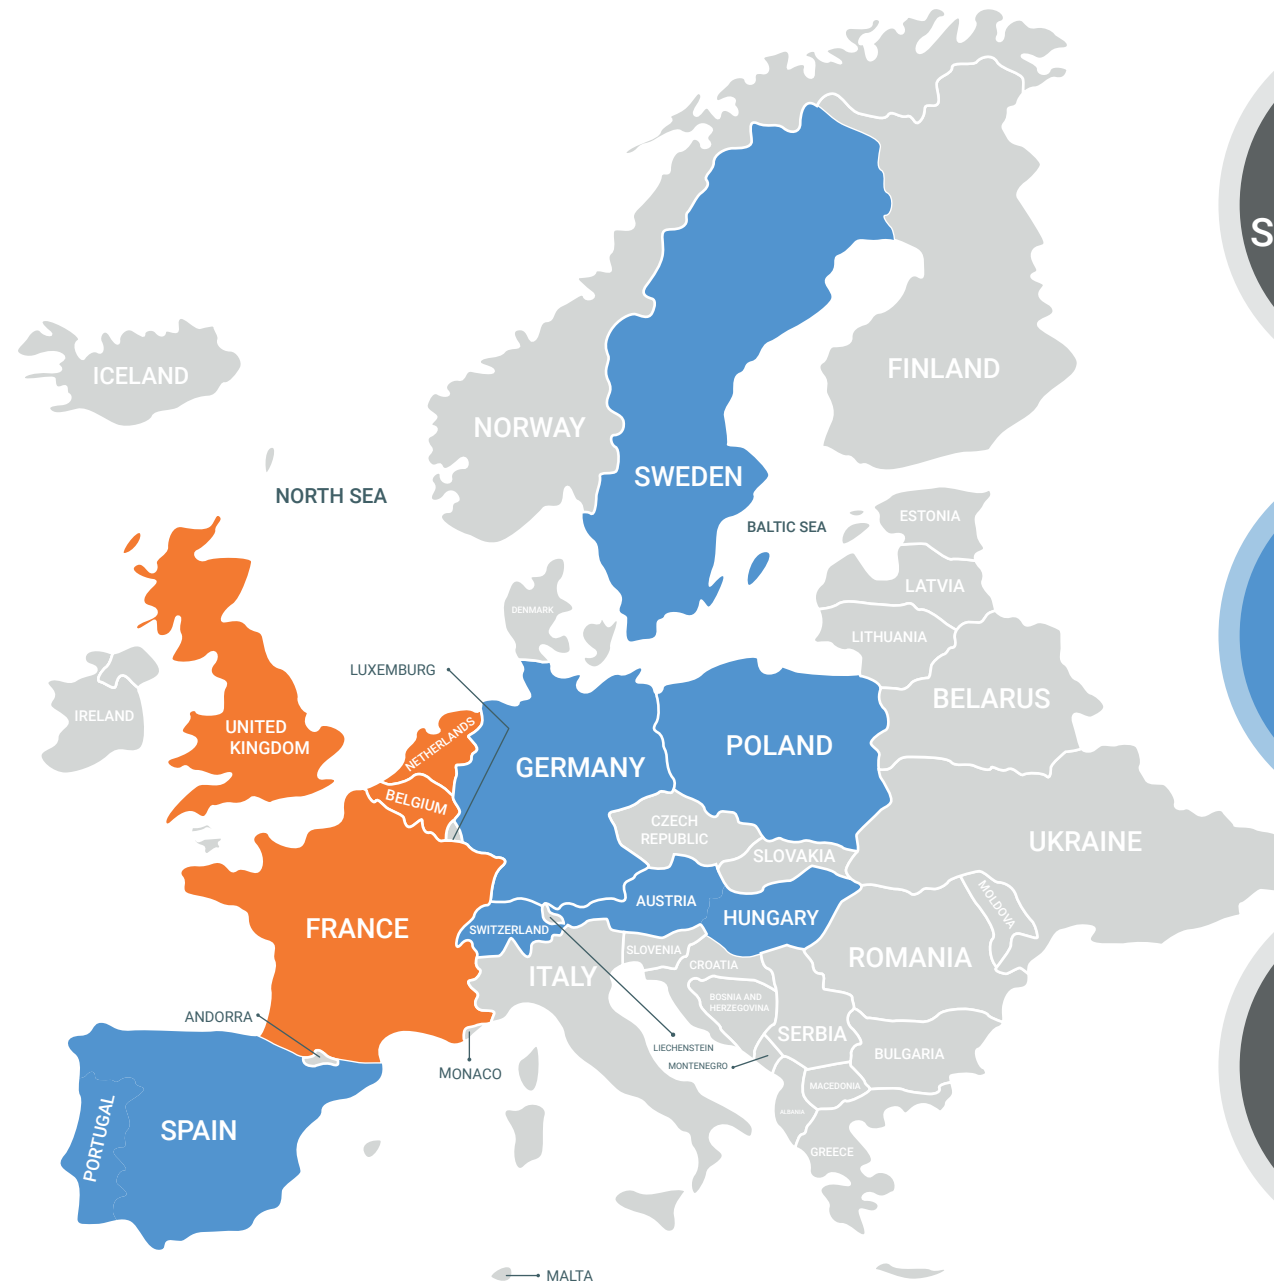 S
ICELAND
FINLAND
NORWAY
SWEDEN
NORTH SEA
BALTIC SEA
ESTONIA
LATVIA
DENMARK
LITHUANIA
LUXEMBURG
BELARUS
IRELAND
UNITED
KINGDOM
NETHERLANDS
POLAND
GERMANY
BELGIUM
CZECH
REPUBLIC
UKRAINE
SLOVAKIA
AUSTRIA
MOLDOVA
HUNGARY
FRANCE
SWITZERLAND
SLOVENIA
ROMANIA
CROATIA
ITALY
BOSNIA AND
HERZEGOVINA
ANDORRA
SERBIA
LIECHENSTEIN
BULGARIA
MONTENEGRO
MONACO
MACEDONIA
ALBANIA
SPAIN
PORTUGAL
GREECE
MALTA